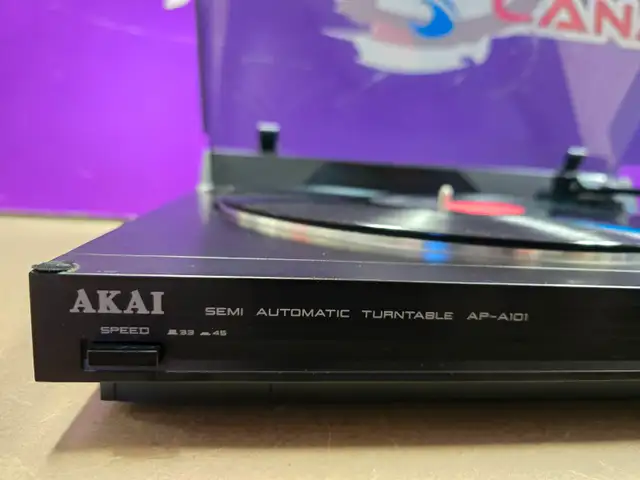 AKAI
SEMI AUTOMATIC TURNTABLE AP-A101
SPEED 33 45